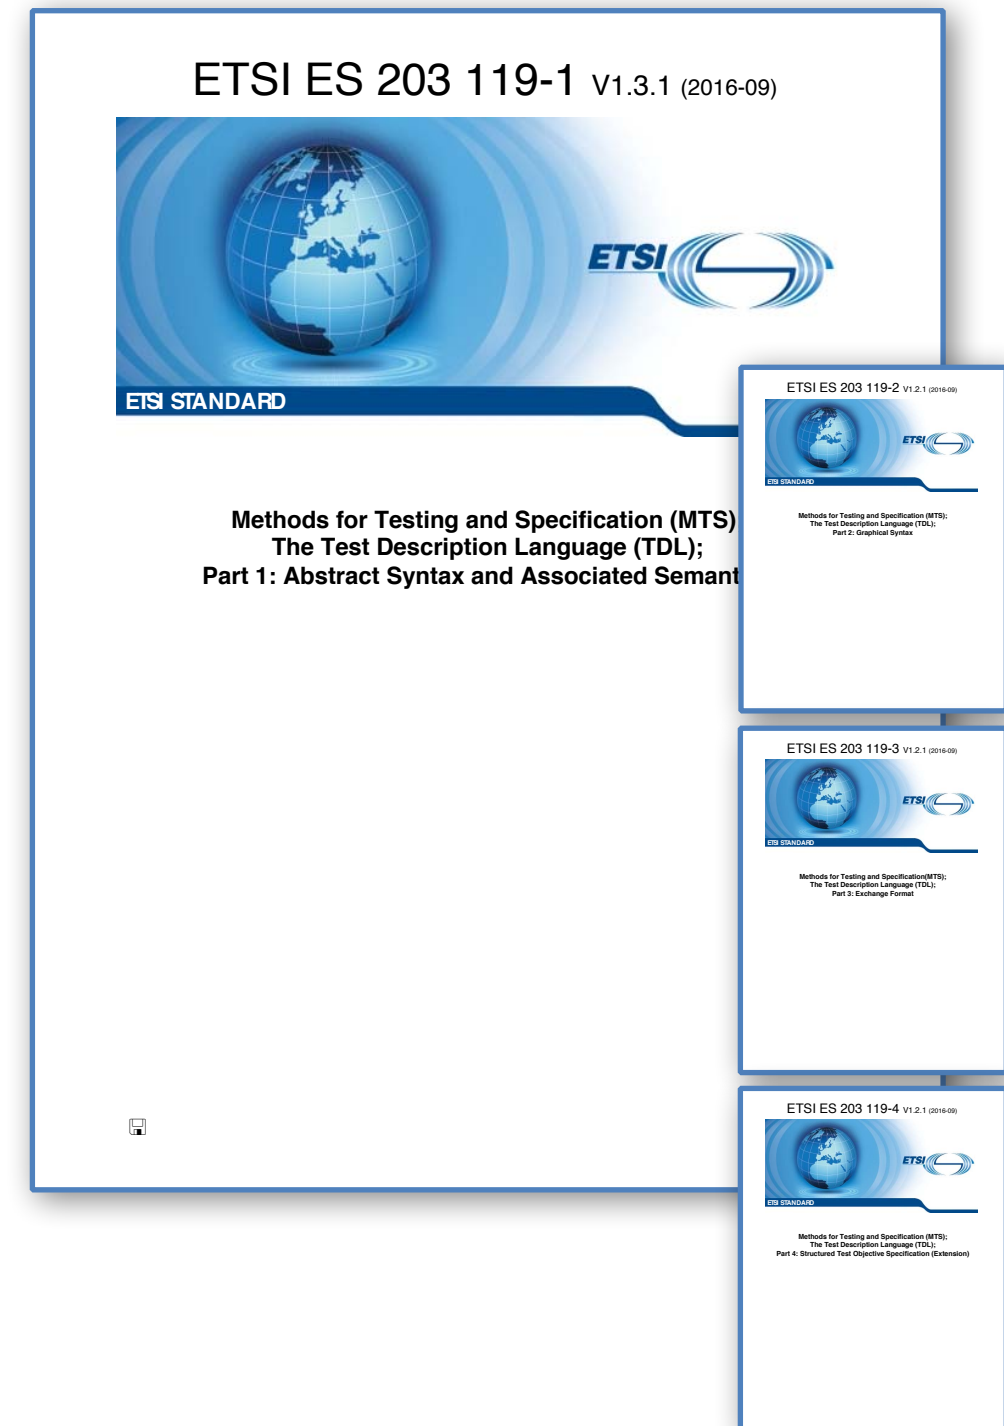 ETSI ES 203 119-1 V1.3.1 (2016-09)
ETSI
ETSI STANDARD
Methods for Testing and Specification (MTS)
The Test Description Language (TDL);
Part 1: Abstract Syntax and Associated Semant
ETSI ES 203 119-2 V1.2.1 (2016-09)
ETSI
ETSI STANDARD
Methods for Testing and Specification (MTS);
The Test Description Language (TDL);
Part 2: Graphical Syntax
ETSI ES 203 119-3 V1.2.1 (2016-09)
ETSI
ETSI STANDARD
Methods for Testing and Specification(MTS);
The Test Description Language (TDL);
Part 3: Exchange Format
ETSI ES 203 119-4 V1.2.1 (2016-09)
ETSI
ETSI STANDARD
Methods for Testing and Specification (MTS);
The Test Description Language (TDL);
Part 4: Structured Test Objective Specification (Extension)